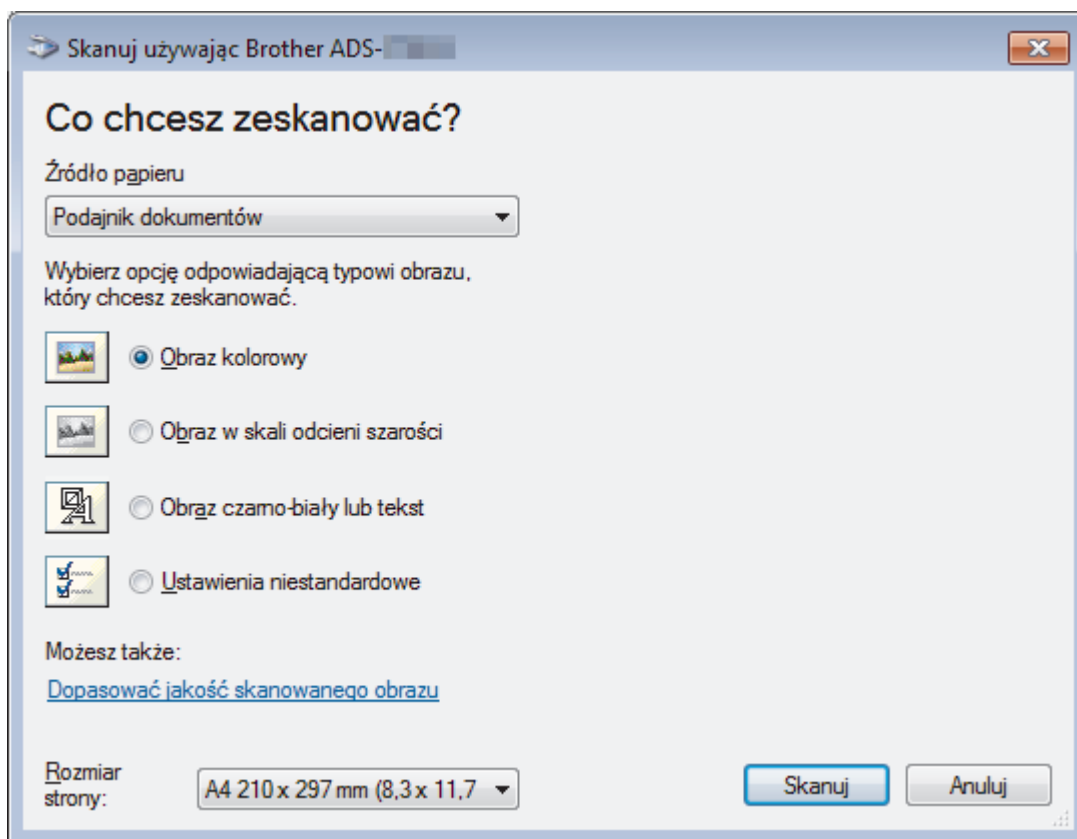 Skanuj używając Brother ADS-
Co chcesz zeskanować?
Źródło papieru
Podajnik dokumentów
Wybierz opcję odpowiadającą typowi obrazu,
który chcesz zeskanować.
Obraz kolorowy
Obraz w skali odcieni szarości
Obraz czarno-biały lub tekst
Ustawienia niestandardowe
Możesz także:
Dopasować jakość skanowanego obrazu
Rozmiar
strony:
A4 210 x 297 mm (8,3 x 11,7
Skanuj
Anuluj